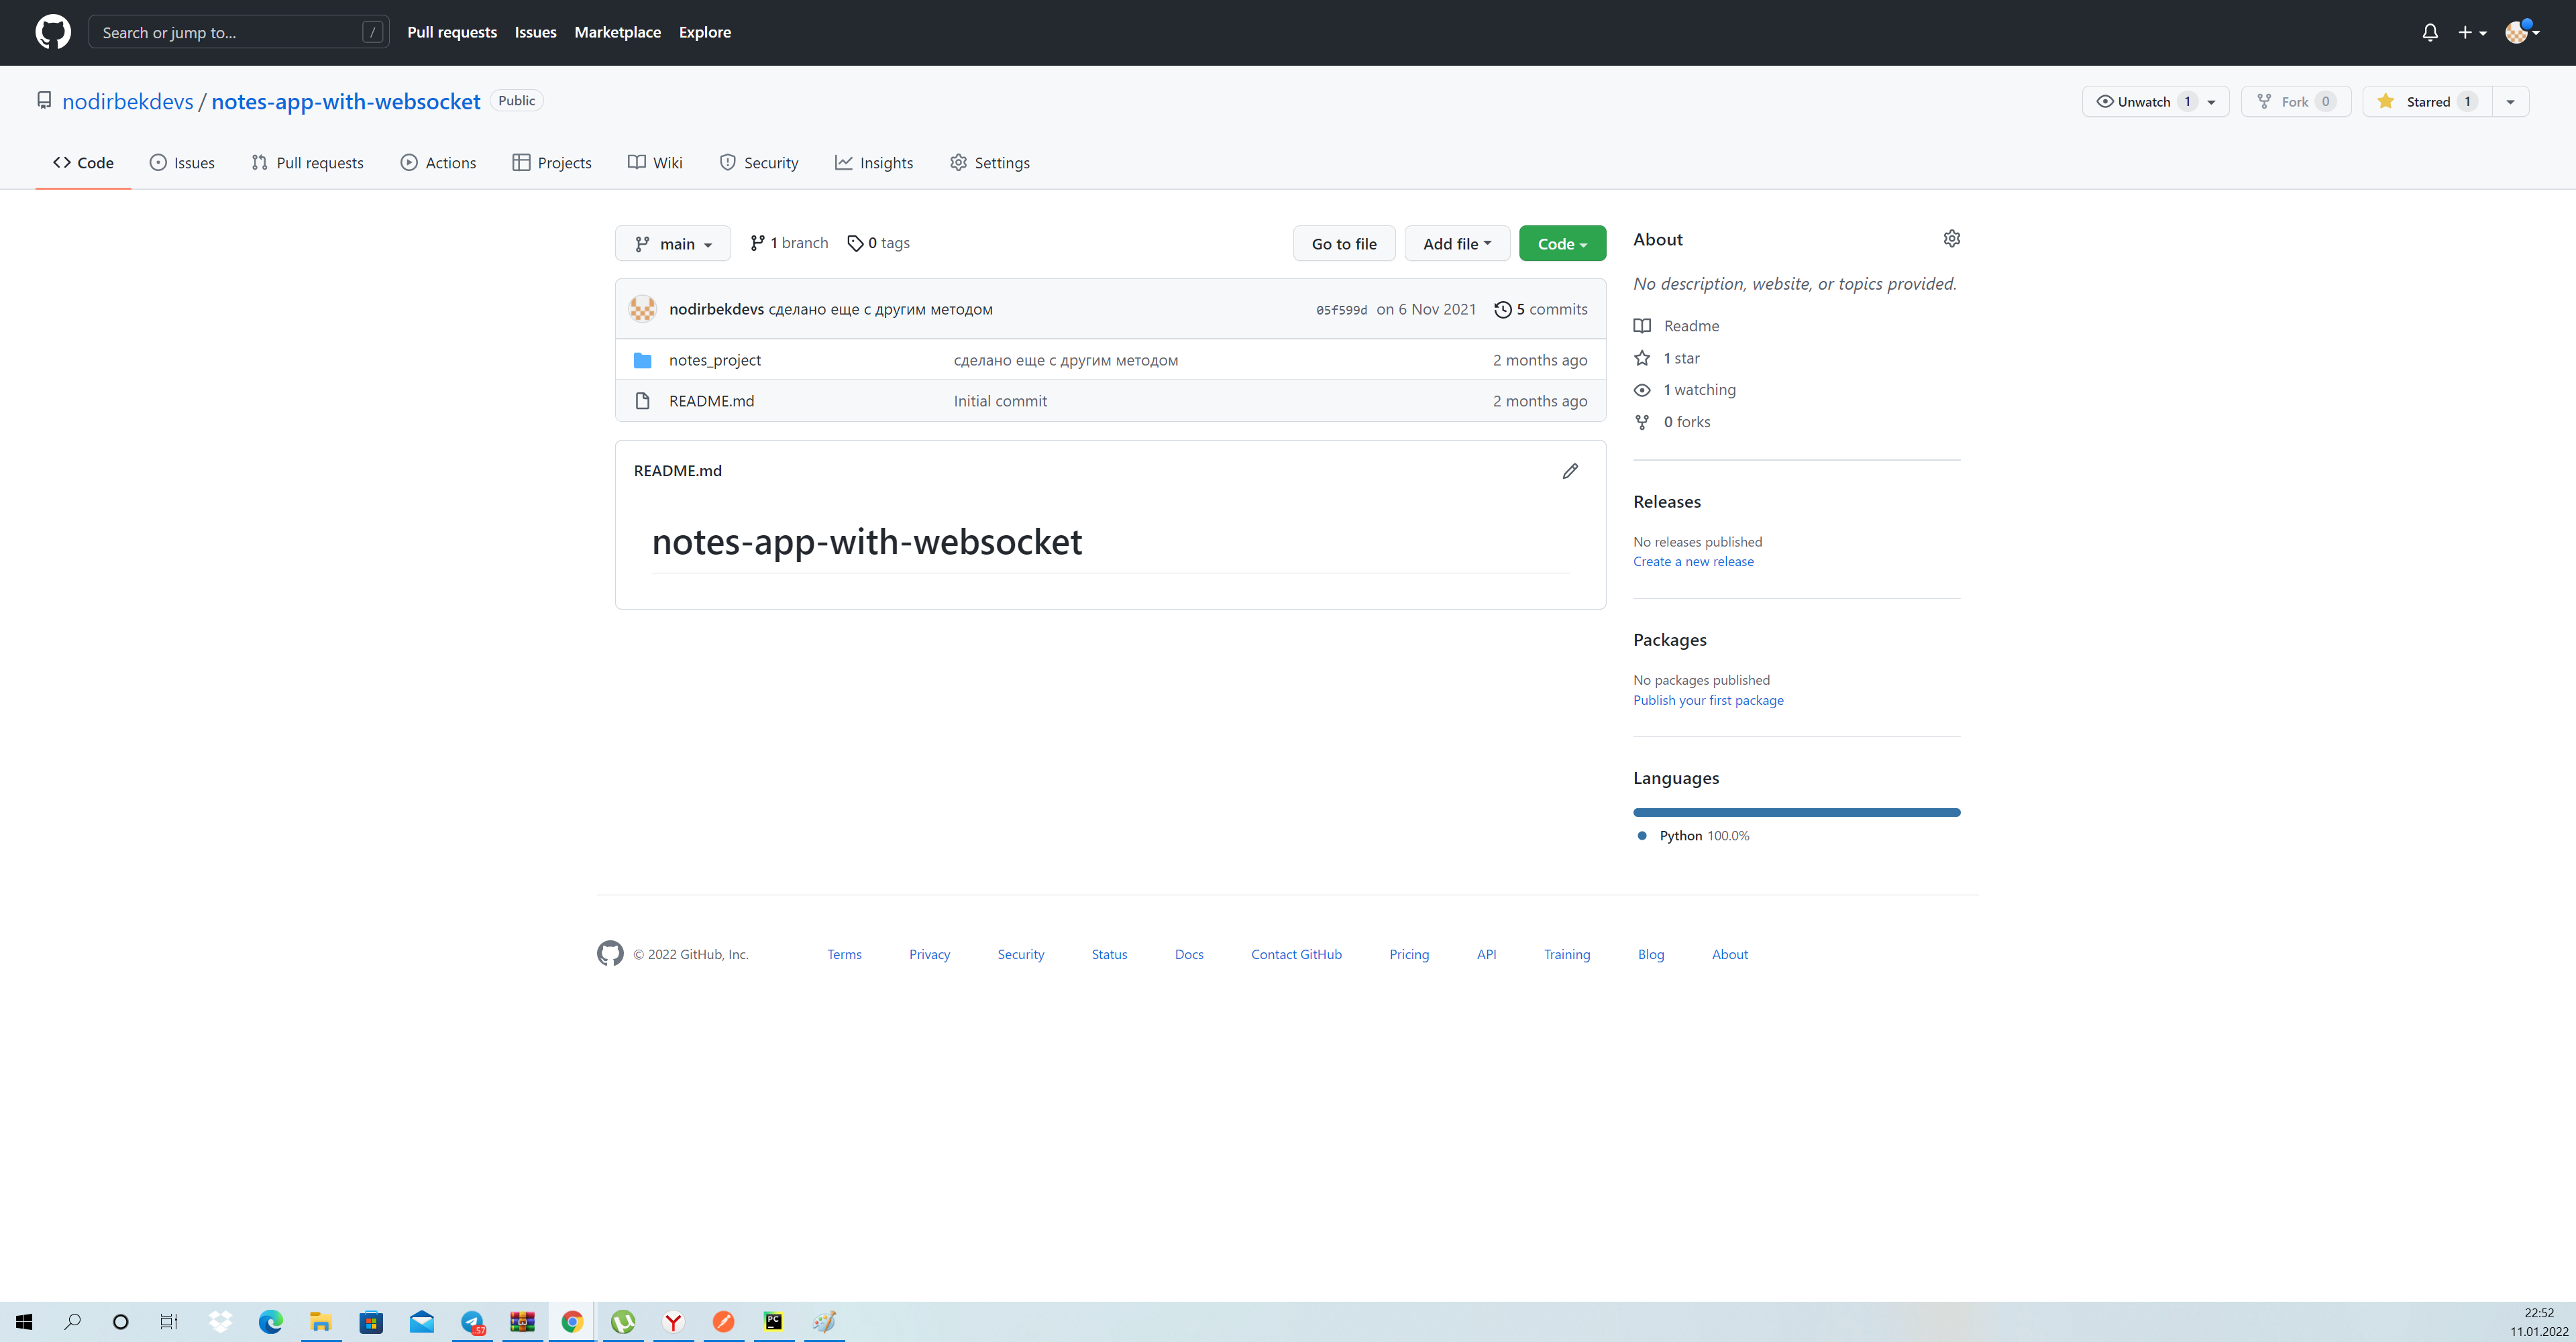 Search or jump to... /
Pull requests Issues Marketplace Explore
nodirbekdevs / notes-app-with-websocket Public
Unwatch 1 Fork 0 Starred 1
Code Issues Pull requests Actions Projects Wiki Security Insights Settings
main 1 branch 0 tags Go to file Add file Code
nodirbekdevs сделано еще с другим методом 05f599d on 6 Nov 2021 5 commits
notes_project сделано еще с другим методом 2 months ago
README.md Initial commit 2 months ago
README.md
notes-app-with-websocket
About
No description, website, or topics provided.
Readme
1 star
1 watching
0 forks
Releases
No releases published
Create a new release
Packages
No packages published
Publish your first package
Languages
Python 100.0%
© 2022 GitHub, Inc. Terms Privacy Security Status Docs Contact GitHub Pricing API Training Blog About
57
PC
22:52
11.01.2022